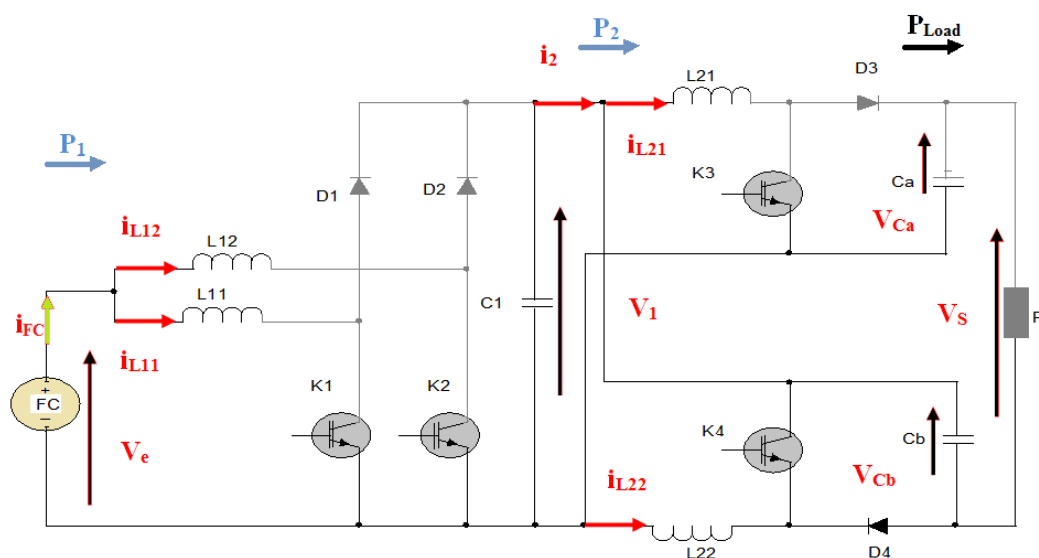 P1
P2
PLoad
i2
L21
D3
iL21
K3
Ca
VCa
D1
D2
iL12
L12
L11
C1
V1
VS
R
iFC
iL11
K1
K2
FC
+
−
Ve
K4
Cb
VCb
iL22
L22
D4